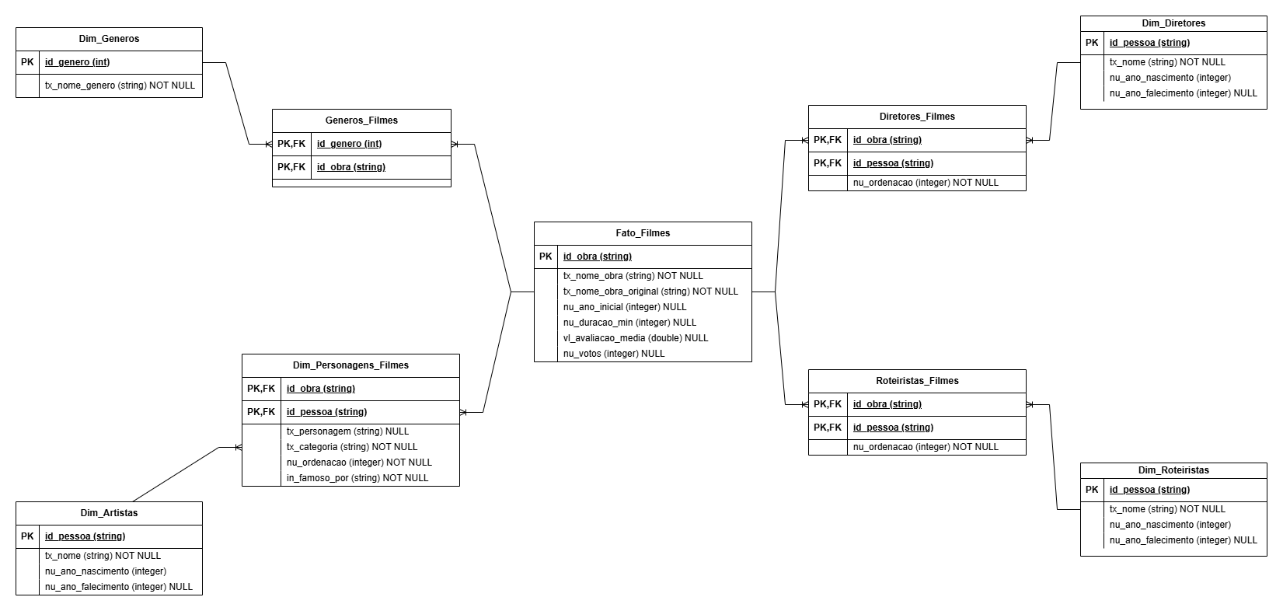 Dim_Generos
PK id_genero (int)
tx_nome_genero (string) NOT NULL
Generos_Filmes
PK,FK id_genero (int)
PK,FK id_obra (string)
Dim_Diretores
PK id_pessoa (string)
tx_nome (string) NOT NULL
nu_ano_nascimento (integer)
nu_ano_falecimento (integer) NULL
Diretores_Filmes
PK,FK id_obra (string)
PK,FK id_pessoa (string)
nu_ordenacao (integer) NOT NULL
Fato_Filmes
PK id_obra (string)
tx_nome_obra (string) NOT NULL
tx_nome_obra_original (string) NOT NULL
nu_ano_inicial (integer) NULL
nu_duracao_min (integer) NULL
vl_avaliacao_media (double) NULL
nu_votos (integer) NULL
Dim_Personagens_Filmes
PK,FK id_obra (string)
PK,FK id_pessoa (string)
tx_personagem (string) NULL
tx_categoria (string) NOT NULL
nu_ordenacao (integer) NOT NULL
in_famoso_por (string) NOT NULL
Roteiristas_Filmes
PK,FK id_obra (string)
PK,FK id_pessoa (string)
nu_ordenacao (integer) NOT NULL
Dim_Artistas
PK id_pessoa (string)
tx_nome (string) NOT NULL
nu_ano_nascimento (integer)
nu_ano_falecimento (integer) NULL
Dim_Roteiristas
PK id_pessoa (string)
tx_nome (string) NOT NULL
nu_ano_nascimento (integer)
nu_ano_falecimento (integer) NULL